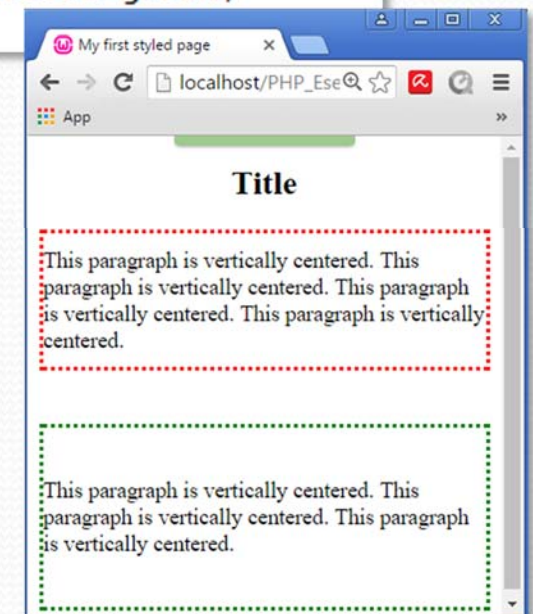 My first styled page
localhost/PHP_Ese
App
Title
This paragraph is vertically centered. This
paragraph is vertically centered. This paragraph
is vertically centered. This paragraph is vertically
centered.
This paragraph is vertically centered. This
paragraph is vertically centered. This paragraph
is vertically centered.